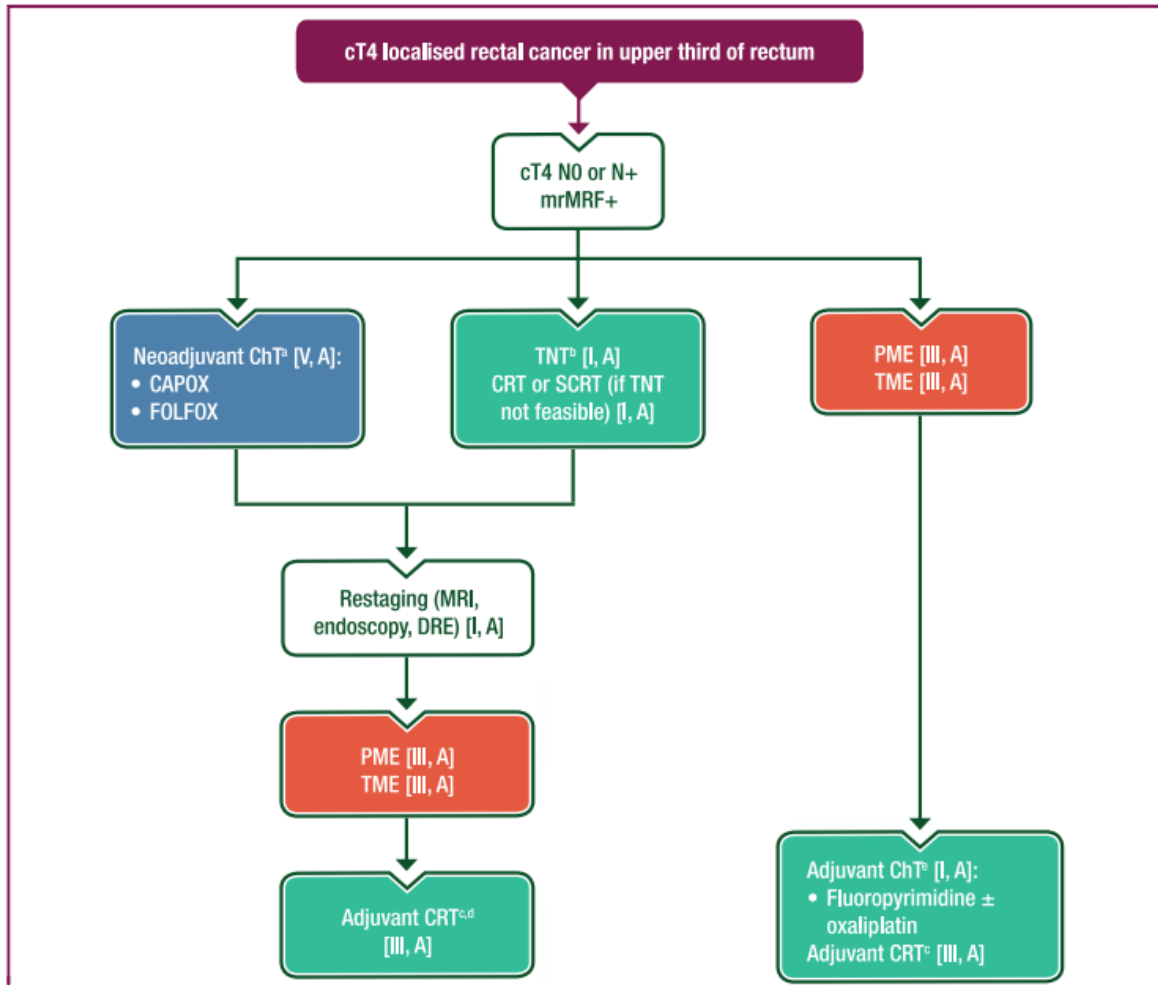 cT4 localised rectal cancer in upper third of rectum
cT4 N0 or N+
mrMRF+
Neoadjuvant ChTᵃ [V, A]:
• CAPOX
• FOLFOX
TNTᵇ [I, A]
CRT or SCRT (if TNT
not feasible) [I, A]
PME [III, A]
TME [III, A]
Restaging (MRI,
endoscopy, DRE) [I, A]
PME [III, A]
TME [III, A]
Adjuvant CRTᶜ,ᵈ
[III, A]
Adjuvant ChTᵉ [I, A]:
• Fluoropyrimidine ±
oxaliplatin
Adjuvant CRTᶜ [III, A]